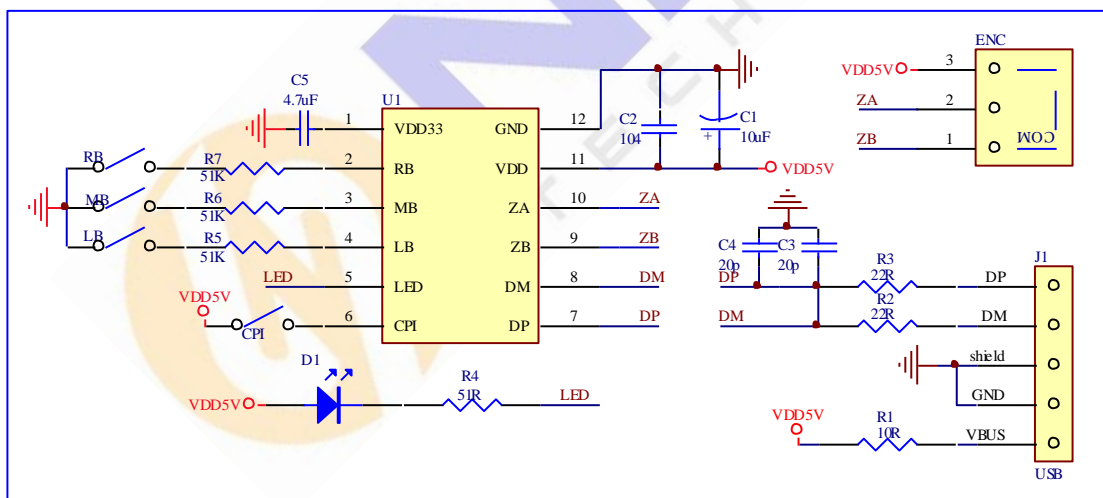 ENC
C5
4.7uF
U1
VDD5V
3
1
VDD33
GND
12
C2
104
C1
10uF
+
ZA
2
COM
RB
R7
51K
2
RB
VDD
11
VDD5V
ZB
1
MB
R6
51K
3
MB
ZA
10
ZA
LB
R5
51K
4
LB
ZB
9
ZB
C4
20p
C3
20p
LED
5
LED
DM
8
DM
DP
R3
22R
DP
J1
VDD5V
CPI
6
CPI
DP
7
DP
DM
R2
22R
DM
D1
shield
VDD5V
R4
51R
LED
GND
VDD5V
R1
10R
VBUS
USB